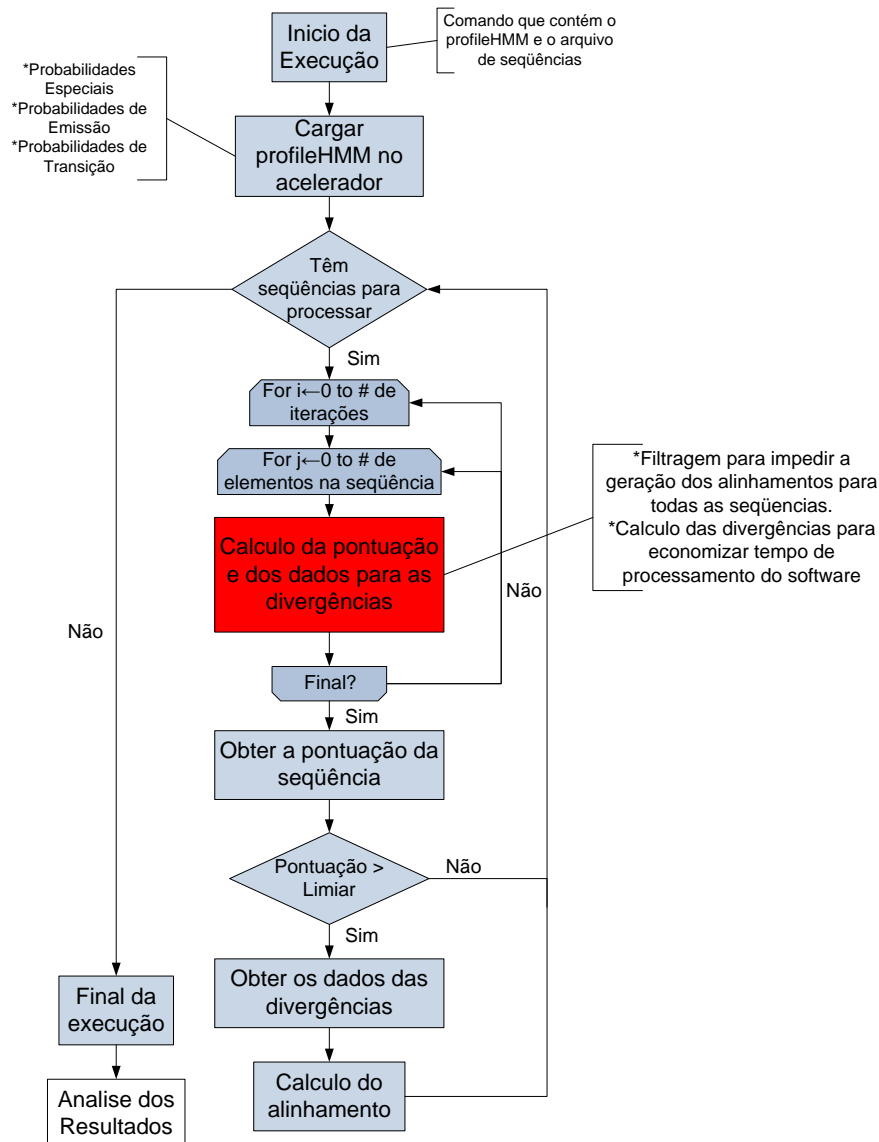 Inicio da
Execução
Comando que contém o
profileHMM e o arquivo
de seqüências
*Probabilidades
Especiais
*Probabilidades de
Emissão
*Probabilidades de
Transição
Cargar
profileHMM no
acelerador
Têm
seqüências para
processar
Sim
For i←0 to # de
iterações
For j←0 to # de
elementos na seqüência
Calculo da pontuação
e dos dados para as
divergências
*Filtragem para impedir a
geração dos alinhamentos para
todas as seqüencias.
*Calculo das divergências para
economizar tempo de
processamento do software
Não
Não
Final?
Sim
Obter a pontuação da
seqüência
Pontuação >
Limiar
Não
Sim
Obter os dados das
divergências
Final da
execução
Calculo do
alinhamento
Analise dos
Resultados